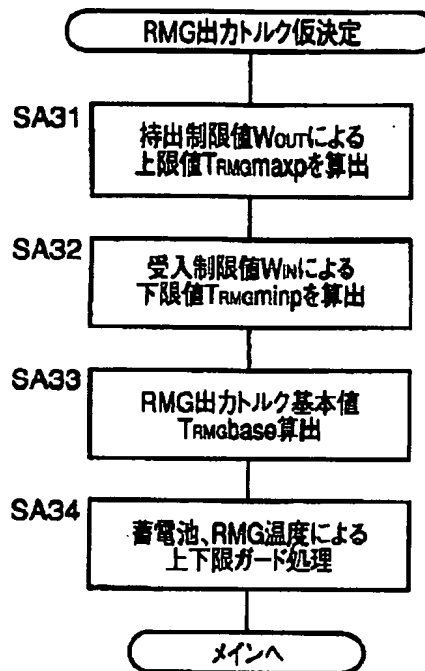 RMG出力トルク仮決定
SA31
持出制限値WOUTによる
上限値TRMGmaxpを算出
SA32
受入制限値WINによる
下限値TRMGminpを算出
SA33
RMG出力トルク基本値
TRMGbase算出
SA34
蓄電池、RMG温度による
上下限ガード処理
メインへ